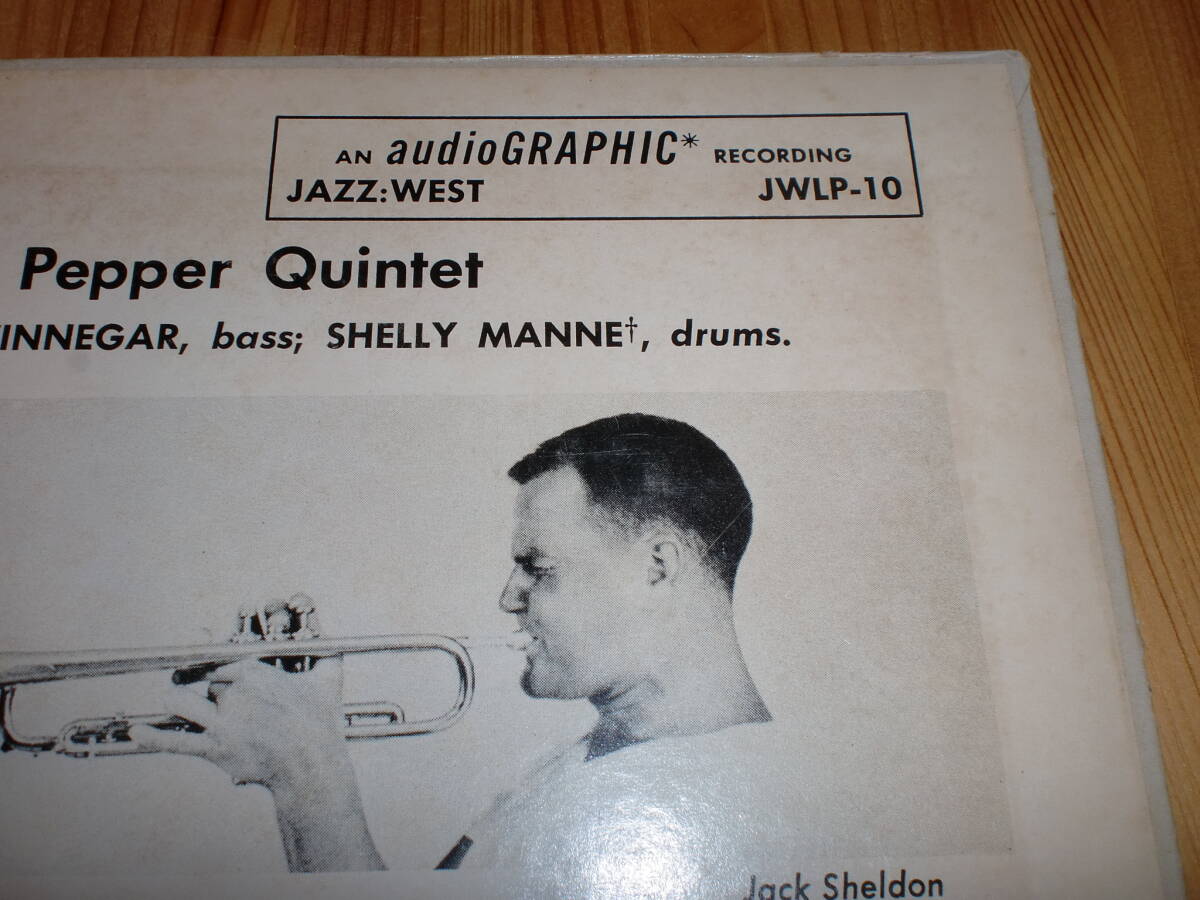 AN audioGRAPHIC* RECORDING
JAZZ:WEST JWLP-10
Pepper Quintet
INNEGAR, bass; SHELLY MANNE†, drums.
Jack Sheldon